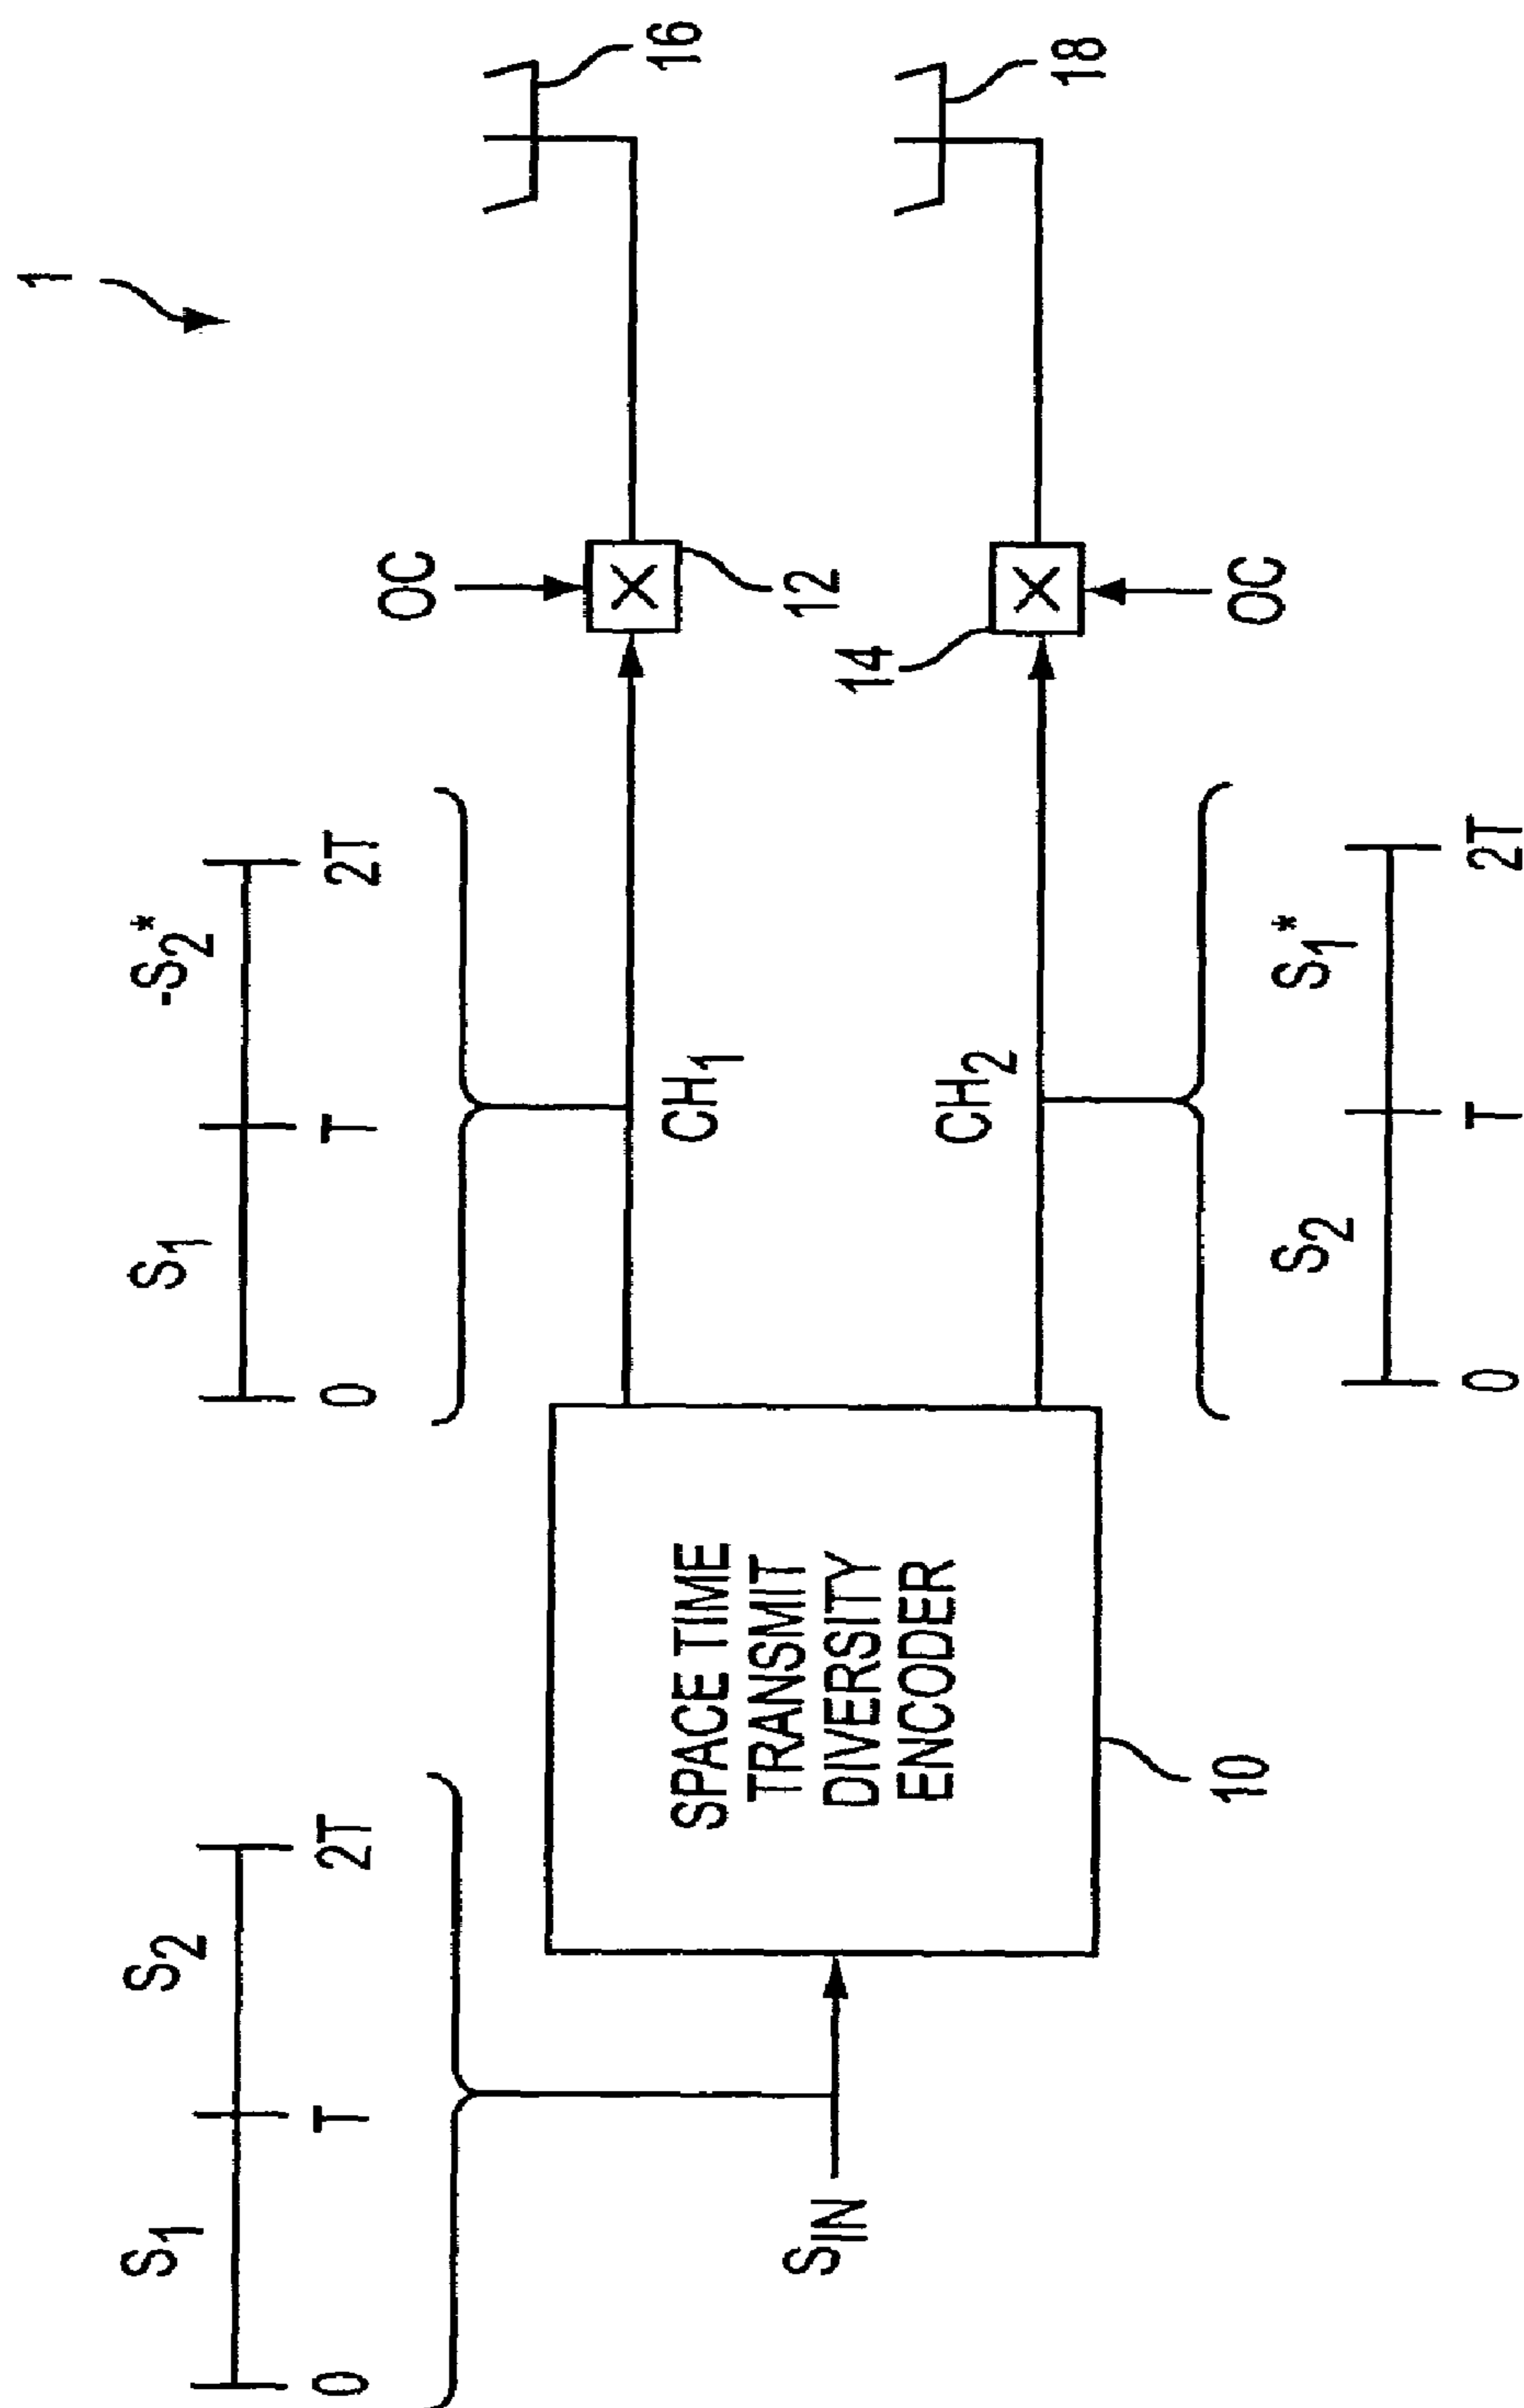 1
S1 S2
0 T 2T
SIN
SPACE TIME
TRANSMIT
DIVERSITY
ENCODER
10
S1 -S2*
0 T 2T
CH1
CH2
S2 S1*
0 T 2T
OC
12
14
OC
16
18